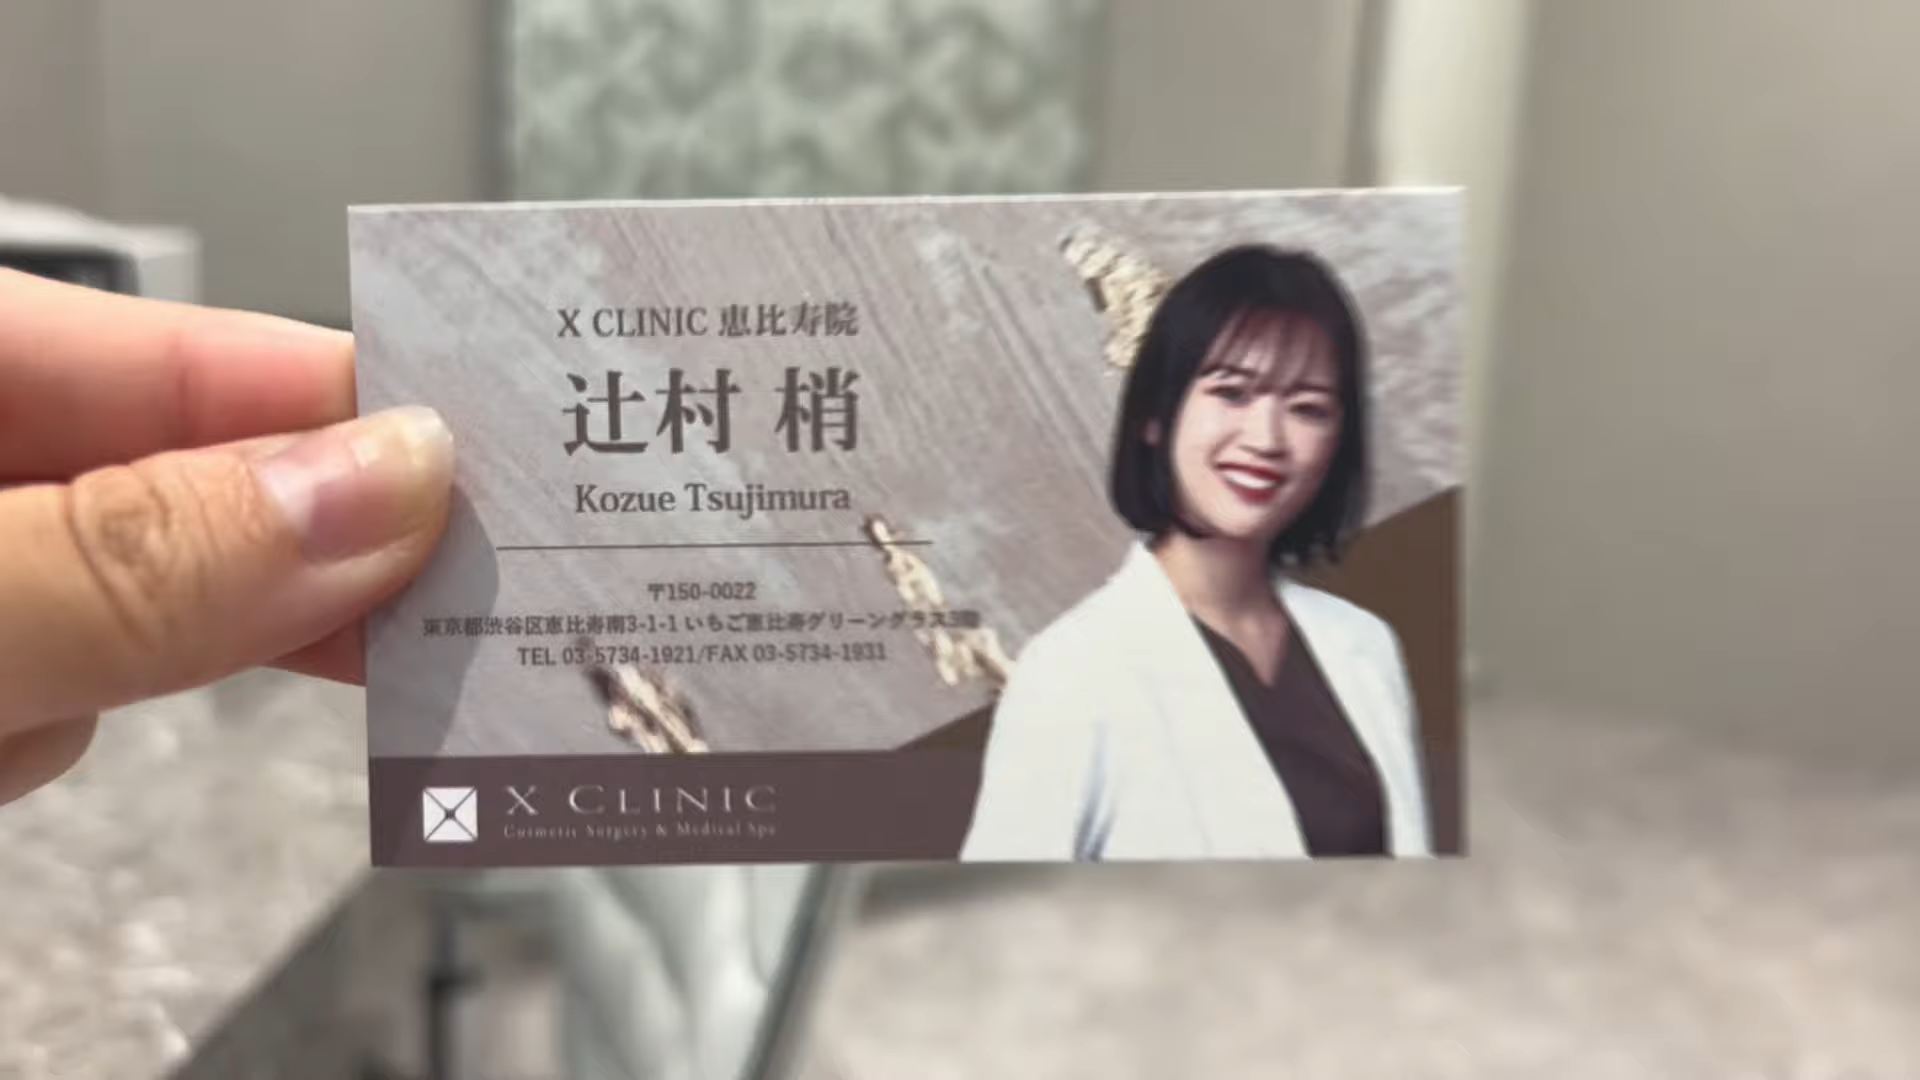 X CLINIC 恵比寿院
辻村 梢
Kozue Tsujimura
〒150-0022
東京都渋谷区恵比寿南3-1-1 いちご恵比寿グリーングラス3階
TEL 03-5734-1921/FAX 03-5734-1931
X CLINIC
Cosmetic Surgery & Medical Spa